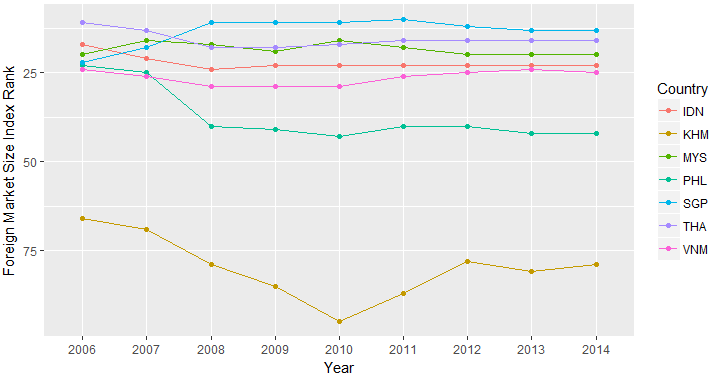 Foreign Market Size Index Rank
25
50
75
2006 2007 2008 2009 2010 2011 2012 2013 2014
Year
Country
IDN
KHM
MYS
PHL
SGP
THA
VNM